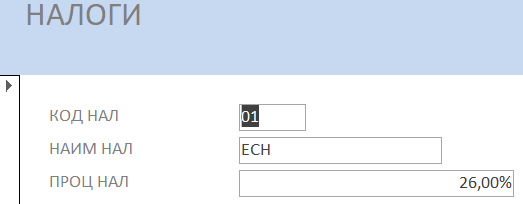 НАЛОГИ
КОД НАЛ 01
НАИМ НАЛ ЕСН
ПРОЦ НАЛ 26,00%